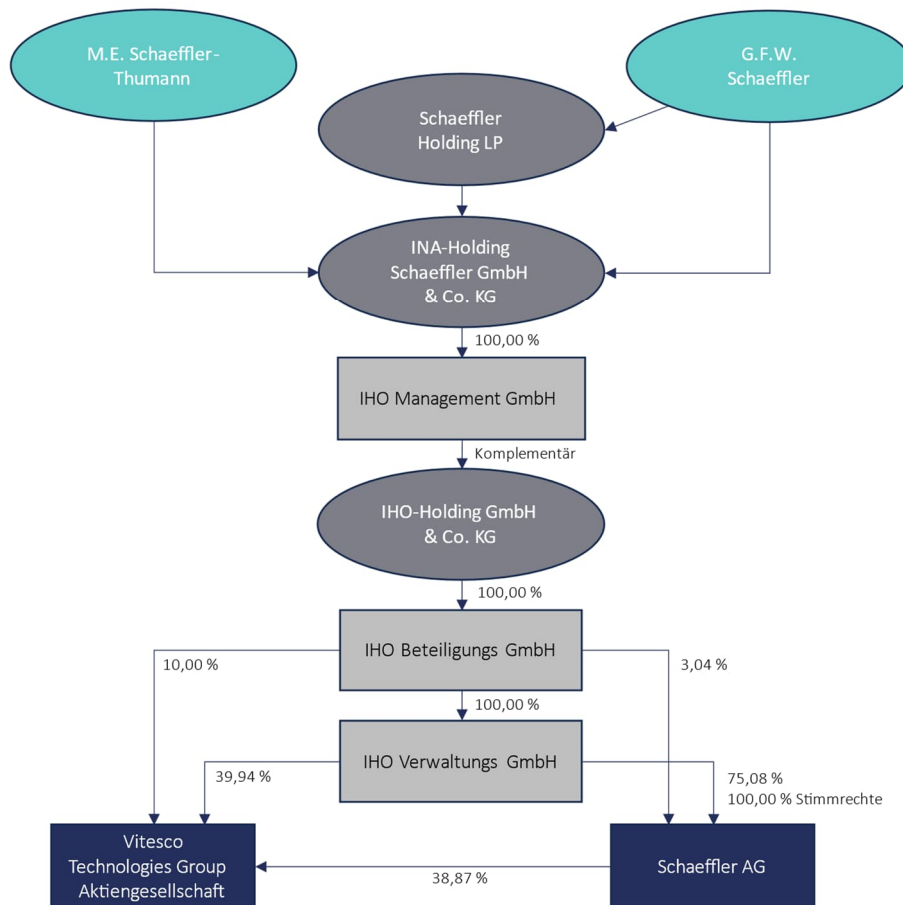 M.E. Schaeffler-
Thumann
G.F.W.
Schaeffler
Schaeffler
Holding LP
INA-Holding
Schaeffler GmbH
& Co. KG
100,00 %
IHO Management GmbH
Komplementär
IHO-Holding GmbH
& Co. KG
100,00 %
IHO Beteiligungs GmbH
10,00 %
3,04 %
100,00 %
IHO Verwaltungs GmbH
39,94 %
75,08 %
100,00 % Stimmrechte
Vitesco
Technologies Group
Aktiengesellschaft
38,87 %
Schaeffler AG